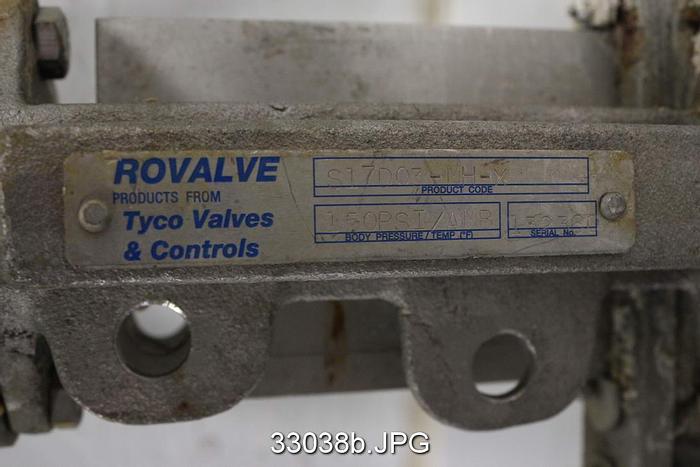 ROVALVE
PRODUCTS FROM
Tyco Valves
& Controls
PRODUCT CODE
150PSI/AMB
BODY PRESSURE/TEMP (°F)
SERIAL No.
33038b.JPG